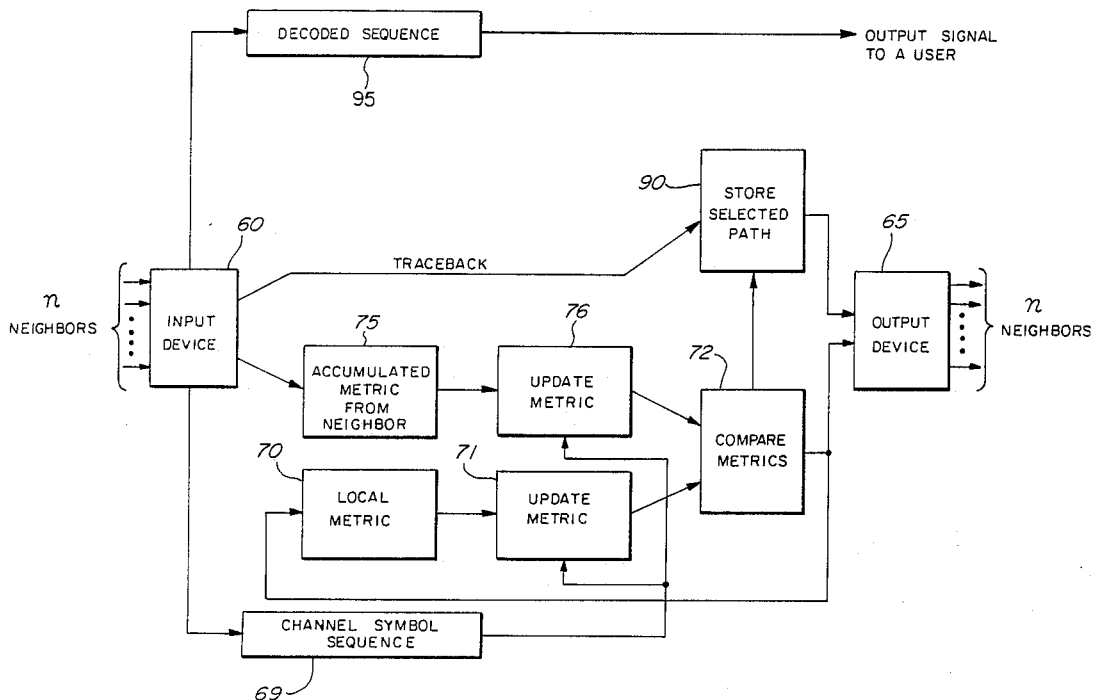 DECODED SEQUENCE
95
OUTPUT SIGNAL
TO A USER
90
STORE
SELECTED
PATH
60
65
TRACEBACK
n
NEIGHBORS
INPUT
DEVICE
75
76
72
OUTPUT
DEVICE
n
NEIGHBORS
ACCUMULATED
METRIC
FROM
NEIGHBOR
UPDATE
METRIC
COMPARE
METRICS
70
71
LOCAL
METRIC
UPDATE
METRIC
CHANNEL SYMBOL
SEQUENCE
69